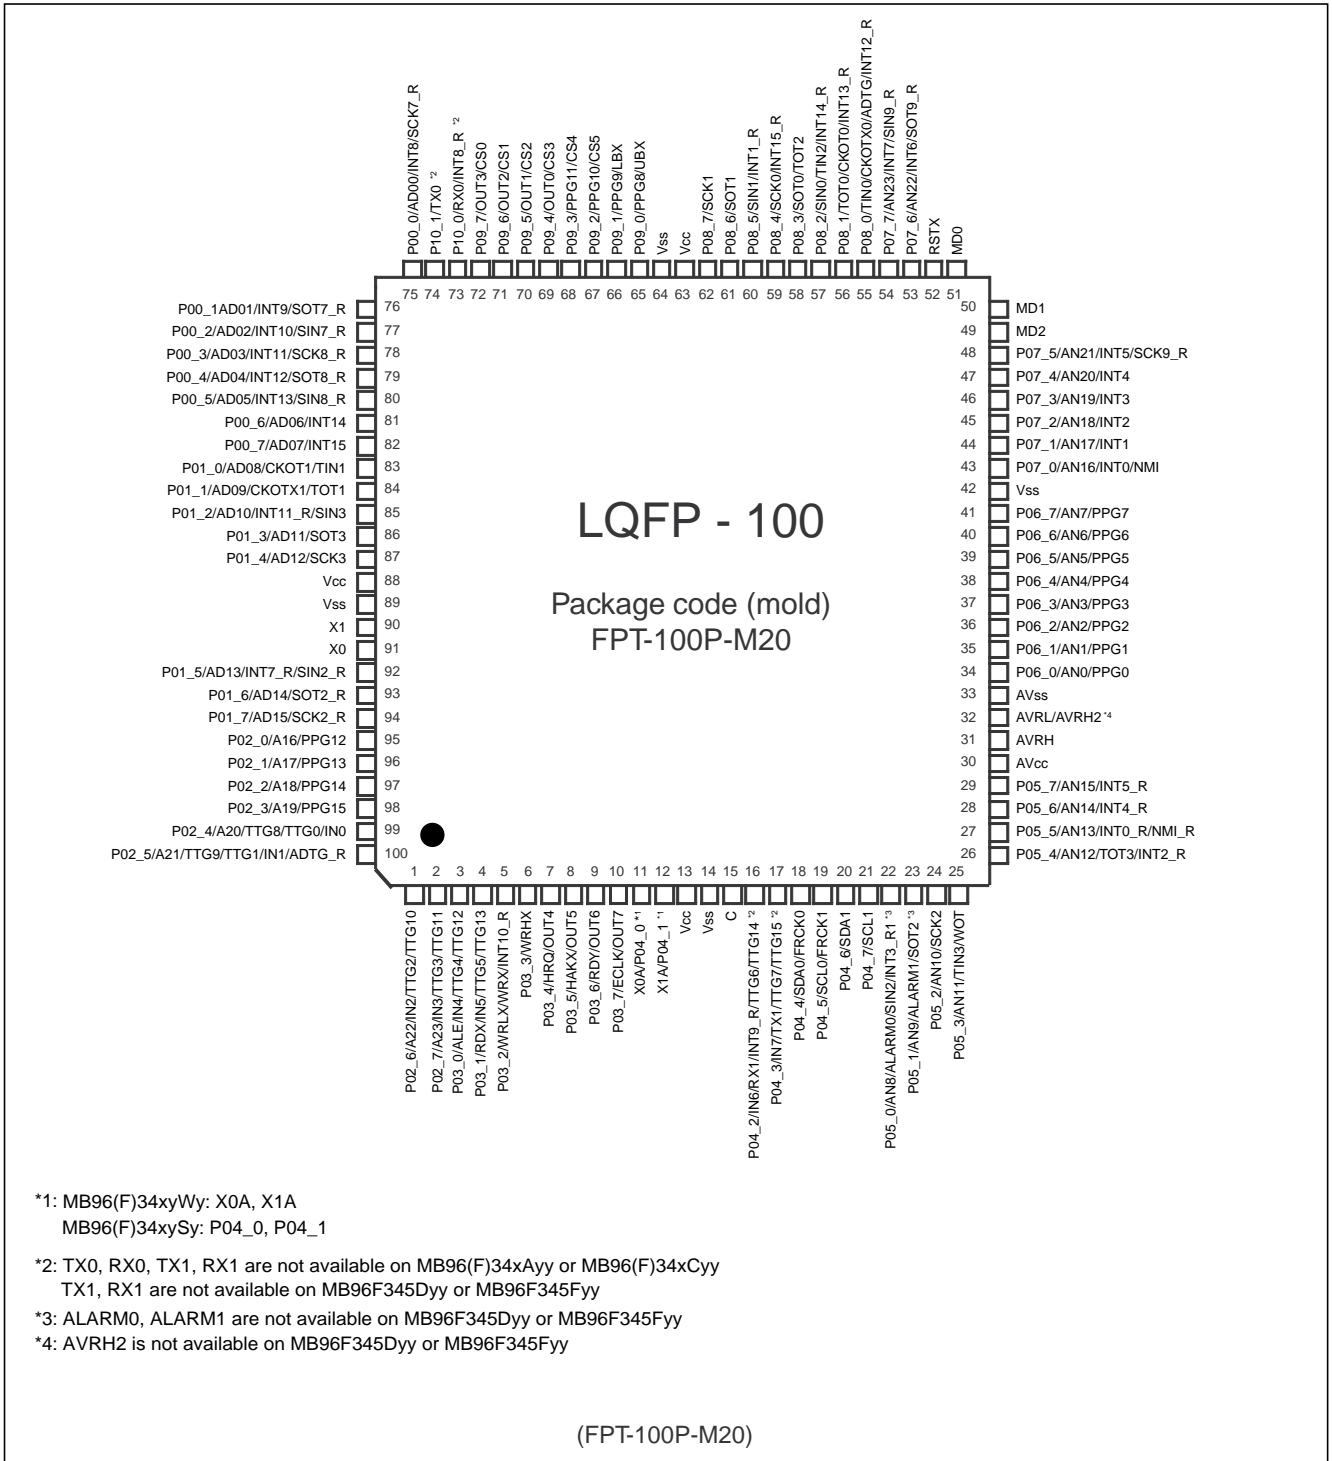 P00_0/AD00/INT8/SCK7_R
P10_1/TX0 *2
P10_0/RX0/INT8_R *2
P09_7/OUT3/CS0
P09_6/OUT2/CS1
P09_5/OUT1/CS2
P09_4/OUT0/CS3
P09_3/PPG11/CS4
P09_2/PPG10/CS5
P09_1/PPG9/LBX
P09_0/PPG8/UBX
Vss
Vcc
P08_7/SCK1
P08_6/SOT1
P08_5/SIN1/INT1_R
P08_4/SCK0/INT15_R
P08_3/SOT0/TOT2
P08_2/SIN0/TIN2/INT14_R
P08_1/TOT0/CKOT0/INT13_R
P08_0/TIN0/CKOTX0/ADTG/INT12_R
P07_7/AN23/INT7/SIN9_R
P07_6/AN22/INT6/SOT9_R
RSTX
MD0
75 74 73 72 71 70 69 68 67 66 65 64 63 62 61 60 59 58 57 56 55 54 53 52 51
P00_1AD01/INT9/SOT7_R 76
P00_2/AD02/INT10/SIN7_R 77
P00_3/AD03/INT11/SCK8_R 78
P00_4/AD04/INT12/SOT8_R 79
P00_5/AD05/INT13/SIN8_R 80
P00_6/AD06/INT14 81
P00_7/AD07/INT15 82
P01_0/AD08/CKOT1/TIN1 83
P01_1/AD09/CKOTX1/TOT1 84
P01_2/AD10/INT11_R/SIN3 85
P01_3/AD11/SOT3 86
P01_4/AD12/SCK3 87
Vcc 88
Vss 89
X1 90
X0 91
P01_5/AD13/INT7_R/SIN2_R 92
P01_6/AD14/SOT2_R 93
P01_7/AD15/SCK2_R 94
P02_0/A16/PPG12 95
P02_1/A17/PPG13 96
P02_2/A18/PPG14 97
P02_3/A19/PPG15 98
P02_4/A20/TTG8/TTG0/IN0 99
P02_5/A21/TTG9/TTG1/IN1/ADTG_R 100
LQFP - 100
Package code (mold)
FPT-100P-M20
50 MD1
49 MD2
48 P07_5/AN21/INT5/SCK9_R
47 P07_4/AN20/INT4
46 P07_3/AN19/INT3
45 P07_2/AN18/INT2
44 P07_1/AN17/INT1
43 P07_0/AN16/INT0/NMI
42 Vss
41 P06_7/AN7/PPG7
40 P06_6/AN6/PPG6
39 P06_5/AN5/PPG5
38 P06_4/AN4/PPG4
37 P06_3/AN3/PPG3
36 P06_2/AN2/PPG2
35 P06_1/AN1/PPG1
34 P06_0/AN0/PPG0
33 AVss
32 AVRL/AVRH2 *4
31 AVRH
30 AVcc
29 P05_7/AN15/INT5_R
28 P05_6/AN14/INT4_R
27 P05_5/AN13/INT0_R/NMI_R
26 P05_4/AN12/TOT3/INT2_R
1 2 3 4 5 6 7 8 9 10 11 12 13 14 15 16 17 18 19 20 21 22 23 24 25
P02_6/A22/IN2/TTG2/TTG10
P02_7/A23/IN3/TTG3/TTG11
P03_0/ALE/IN4/TTG4/TTG12
P03_1/RDX/IN5/TTG5/TTG13
P03_2/WRLX/WRX/INT10_R
P03_3/WRHX
P03_4/HRQ/OUT4
P03_5/HAKX/OUT5
P03_6/RDY/OUT6
P03_7/ECLK/OUT7
X0A/P04_0 *1
X1A/P04_1 *1
Vcc
Vss
C
P04_2/IN6/RX1/INT9_R/TTG6/TTG14 *2
P04_3/IN7/TX1/TTG7/TTG15 *2
P04_4/SDA0/FRCK0
P04_5/SCL0/FRCK1
P04_6/SDA1
P04_7/SCL1
P05_0/AN8/ALARM0/SIN2/INT3_R1 *3
P05_1/AN9/ALARM1/SOT2 *3
P05_2/AN10/SCK2
P05_3/AN11/TIN3/WOT
*1: MB96(F)34xyWy: X0A, X1A
MB96(F)34xySy: P04_0, P04_1
*2: TX0, RX0, TX1, RX1 are not available on MB96(F)34xAyy or MB96(F)34xCyy
TX1, RX1 are not available on MB96F345Dyy or MB96F345Fyy
*3: ALARM0, ALARM1 are not available on MB96F345Dyy or MB96F345Fyy
*4: AVRH2 is not available on MB96F345Dyy or MB96F345Fyy
(FPT-100P-M20)